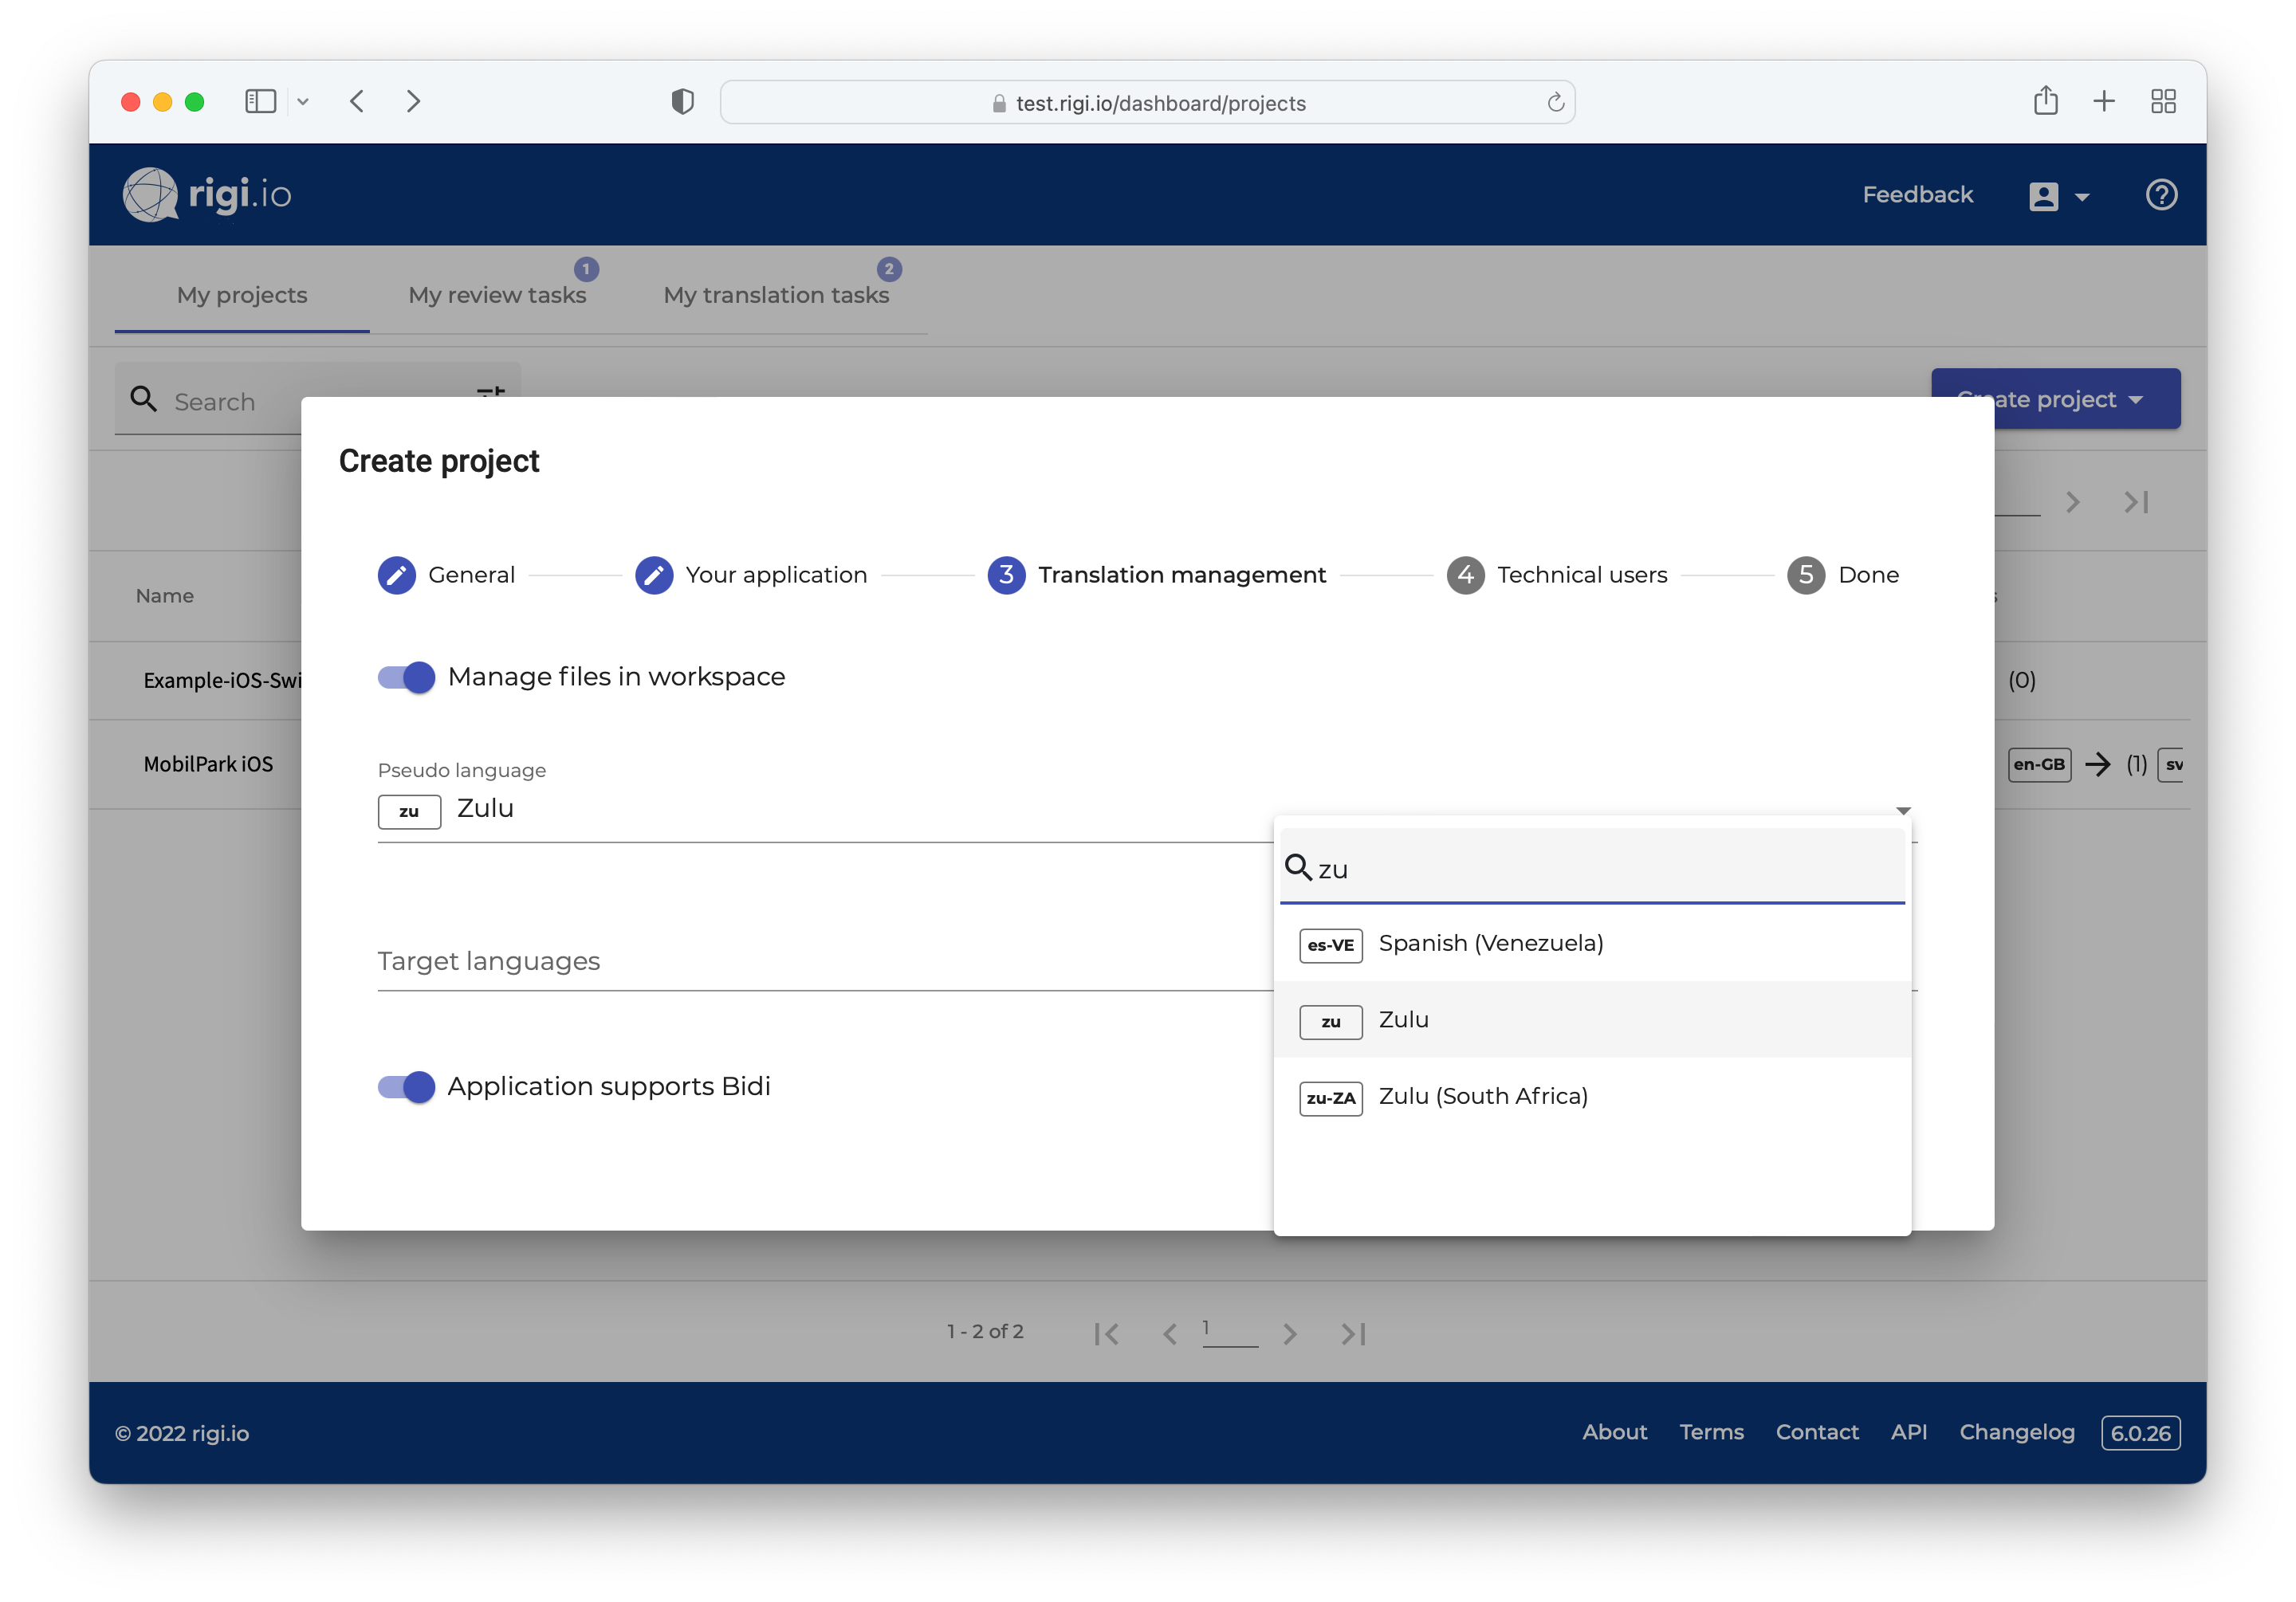 test.rigi.io/dashboard/projects
rigi.io
Feedback
My projects
My review tasks
1
My translation tasks
2
Search
Create project
Create project
General
Your application
3 Translation management
4 Technical users
5 Done
Name
Manage files in workspace
Example-iOS-Swi
(0)
MobilPark iOS
en-GB
(1)
sv
Pseudo language
zu Zulu
zu
es-VE Spanish (Venezuela)
Target languages
zu Zulu
Application supports Bidi
zu-ZA Zulu (South Africa)
1 - 2 of 2
1
© 2022 rigi.io
About
Terms
Contact
API
Changelog
6.0.26